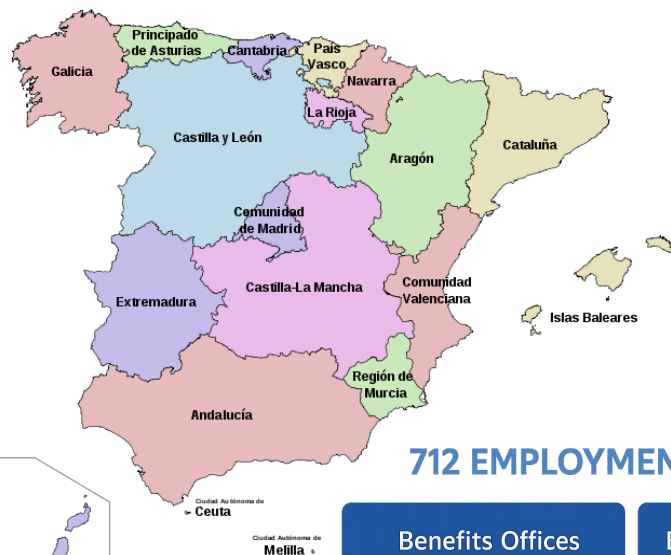 Principado
de Asturias
Cantabria
País
Vasco
Galicia
Navarra
La Rioja
Castilla y León
Aragón
Cataluña
Comunidad
de Madrid
Castilla-La Mancha
Comunidad
Valenciana
Extremadura
Islas Baleares
Región de
Murcia
Andalucía
712 EMPLOYMEN
Ciudad Autónoma de
Ceuta
Ciudad Autónoma de
Melilla
Benefits Offices